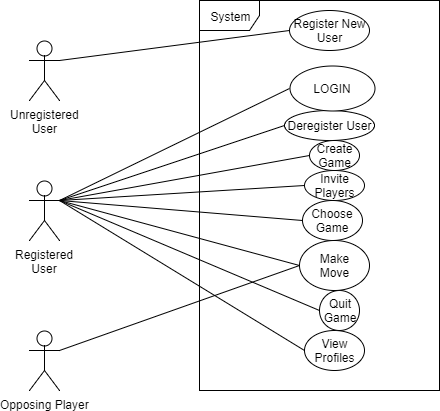 System
Register New
User
Unregistered
User
LOGIN
Deregister User
Create
Game
Invite
Players
Choose
Game
Registered
User
Make
Move
Quit
Game
View
Profiles
Opposing Player